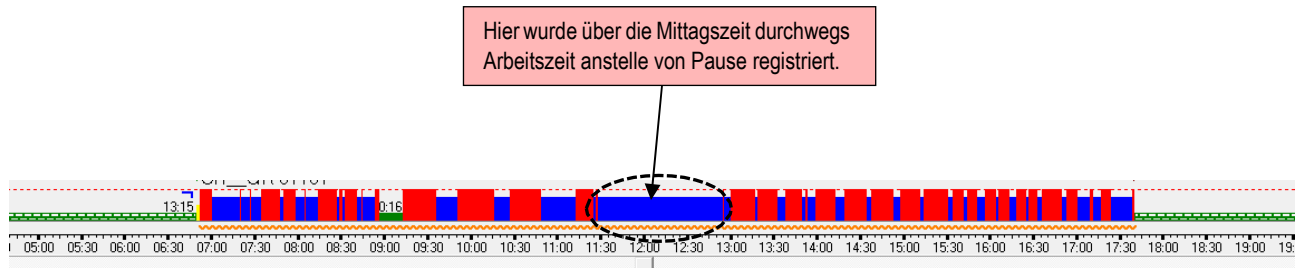 Hier wurde über die Mittagszeit durchwegs
Arbeitszeit anstelle von Pause registriert.
13:15
0:16
05:00 05:30 06:00 06:30 07:00 07:30 08:00 08:30 09:00 09:30 10:00 10:30 11:00 11:30 12:00 12:30 13:00 13:30 14:00 14:30 15:00 15:30 16:00 16:30 17:00 17:30 18:00 18:30 19:00